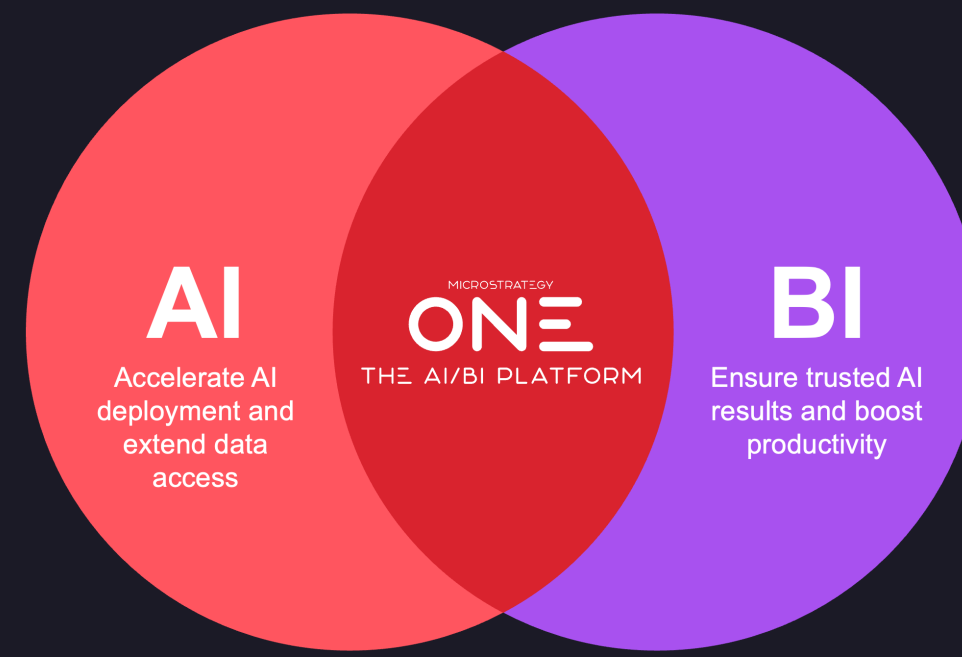 AI
Accelerate AI
deployment and
extend data
access
MICROSTRATEGY
ONE
THE AI/BI PLATFORM
BI
Ensure trusted AI
results and boost
productivity